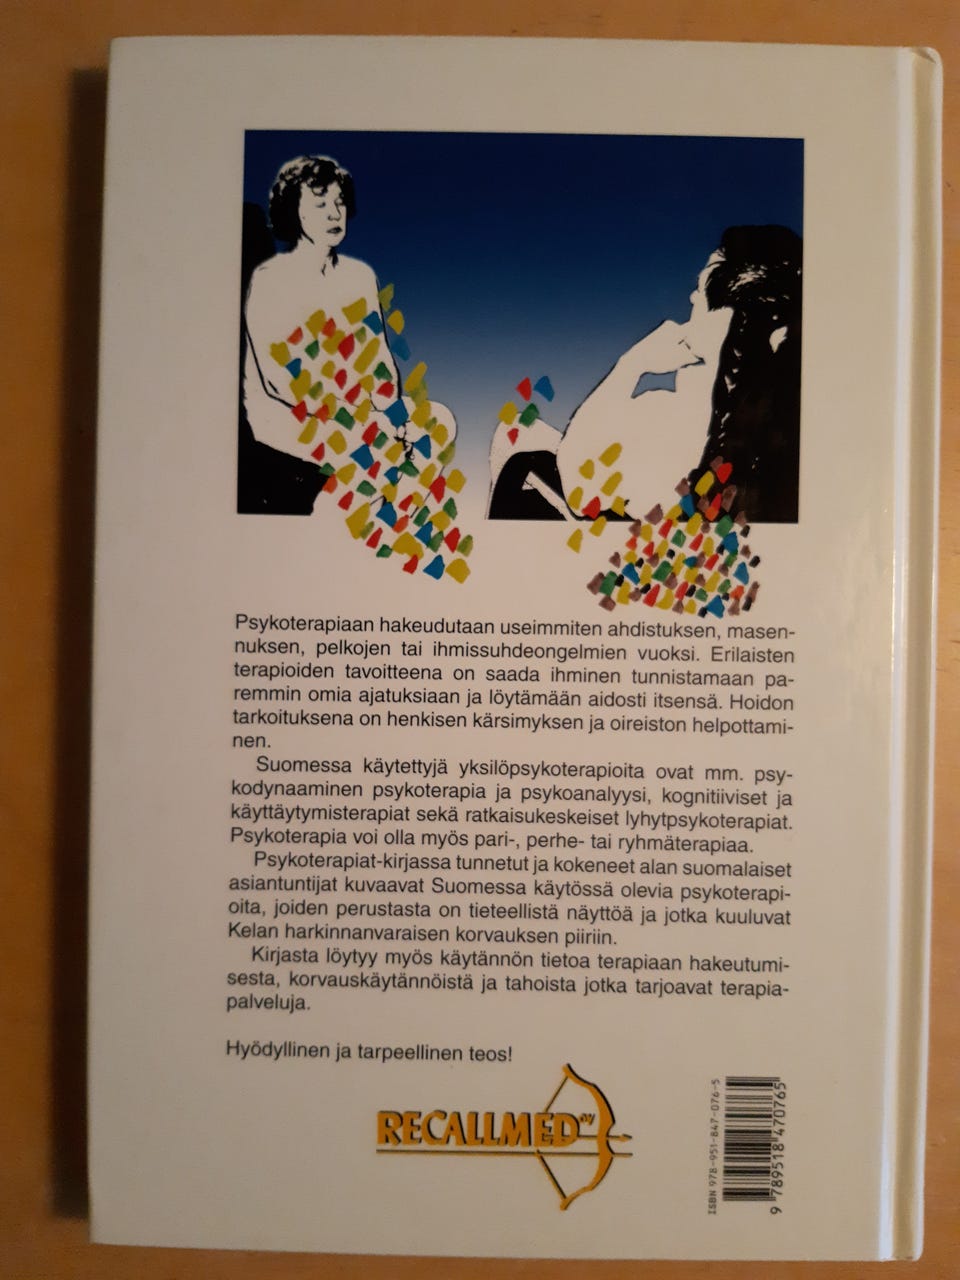 Psykoterapiaan hakeudutaan useimmiten ahdistuksen, masen-
nuksen, pelkojen tai ihmissuhdeongelmien vuoksi. Erilaisten
terapioiden tavoitteena on saada ihminen tunnistamaan pa-
remmin omia ajatuksiaan ja löytämään aidosti itsensä. Hoidon
tarkoituksena on henkisen kärsimyksen ja oireiston helpottami-
nen.
Suomessa käytettyjä yksilöpsykoterapioita ovat mm. psy-
kodynaaminen psykoterapia ja psykoanalyysi, kognitiiviset ja
käyttäytymisterapiat sekä ratkaisukeskeiset lyhytpsykoterapiat.
Psykoterapia voi olla myös pari-, perhe- tai ryhmäterapiaa.
Psykoterapiat-kirjassa tunnetut ja kokeneet alan suomalaiset
asiantuntijat kuvaavat Suomessa käytössä olevia psykoterapi-
oita, joiden perustasta on tieteellistä näyttöä ja jotka kuuluvat
Kelan harkinnanvaraisen korvauksen piiriin.
Kirjasta löytyy myös käytännön tietoa terapiaan hakeutumi-
sesta, korvauskäytännöistä ja tahoista jotka tarjoavat terapia-
palveluja.
Hyödyllinen ja tarpeellinen teos!
RECALLMED oy
ISBN 978-951-847-076-5
9 789518 470765